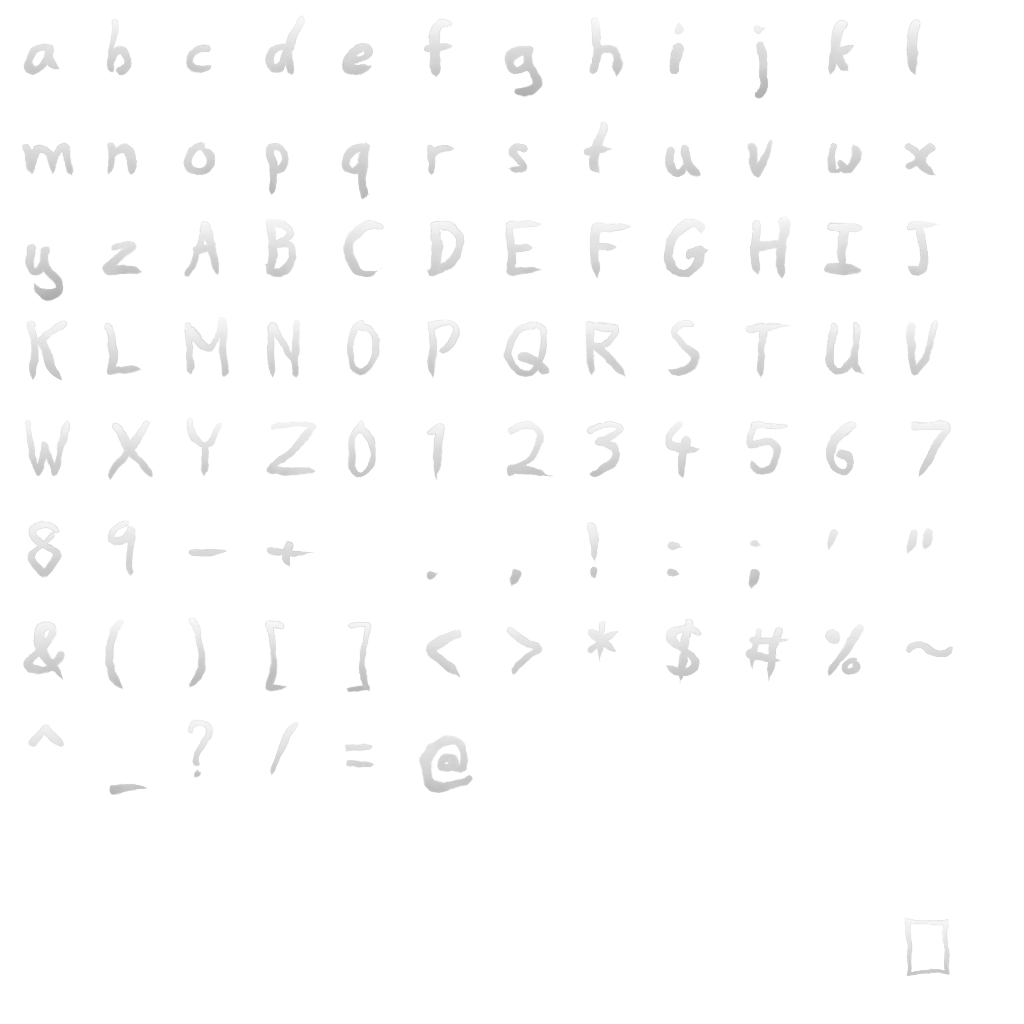 a b c d e f g h i j k l
m n o p q r s t u v w x
y z A B C D E F G H I J
K L M N O P Q R S T U V
W X Y Z 0 1 2 3 4 5 6 7
8 9 - + . , ! : ; ' "
& ( ) [ ] < > * $ # % ~
^ _ ? / = @
□